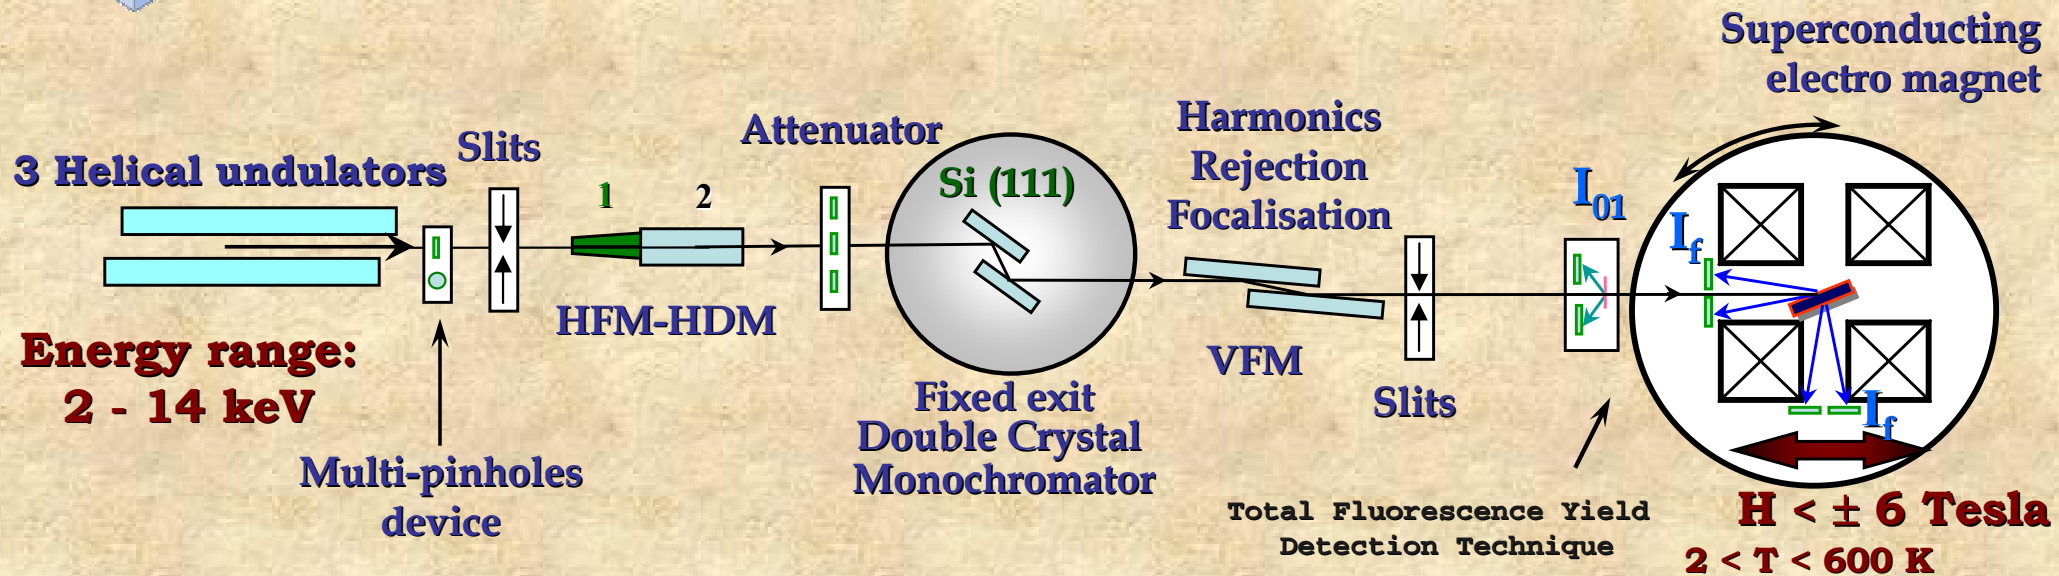 3 Helical undulators
Energy range:
2 - 14 keV
Multi-pinholes
device
Slits
1
2
HFM-HDM
Attenuator
Si (111)
Fixed exit
Double Crystal
Monochromator
Harmonics
Rejection
Focalisation
VFM
Slits
I01
Total Fluorescence Yield
Detection Technique
Superconducting
electro magnet
If
If
H < ± 6 Tesla
2 < T < 600 K